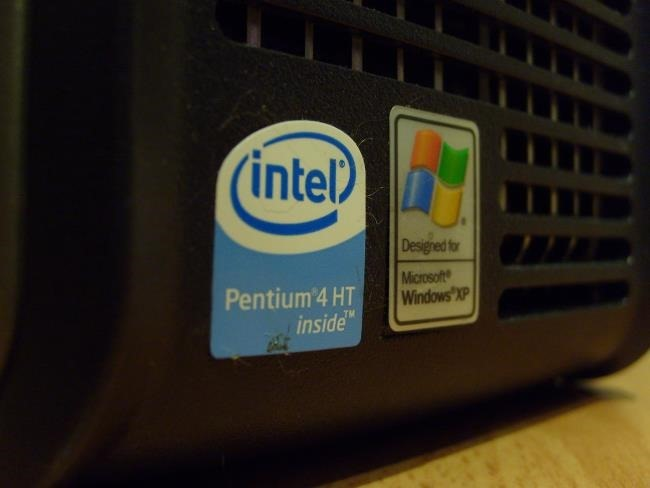 intel®
Pentium®4 HT
inside™
Designed for
Microsoft®
Windows®XP